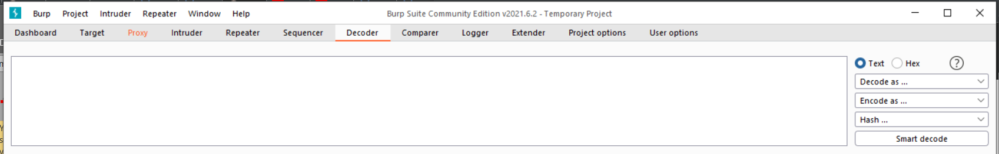 Burp Project Intruder Repeater Window Help Burp Suite Community Edition v2021.6.2 - Temporary Project
Dashboard Target Proxy Intruder Repeater Sequencer Decoder Comparer Logger Extender Project options User options
Text Hex ?
Decode as ...
Encode as ...
Hash ...
Smart decode